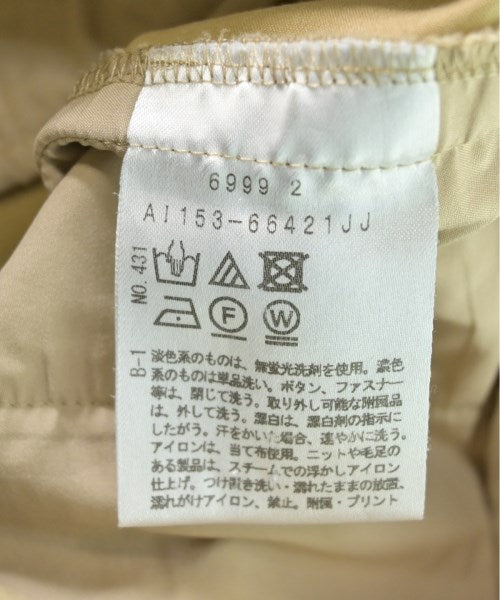 6999 2
AI153-66421JJ
NO.431
F W
B-1
淡色系のものは、無蛍光洗剤を使用。濃色
系のものは単品洗い。ボタン、ファスナー
等は、閉じて洗う。取り外し可能な附属品
は、外して洗う。漂白は、漂白剤の指示に
したがう。汗をかいた場合、速やかに洗う。
アイロンは、当て布使用。ニットや毛足の
ある製品は、スチームでの浮かしアイロン
仕上げ。つけ置き洗い・濡れたままの放置、
濡れがけアイロン、禁止。附属・プリント